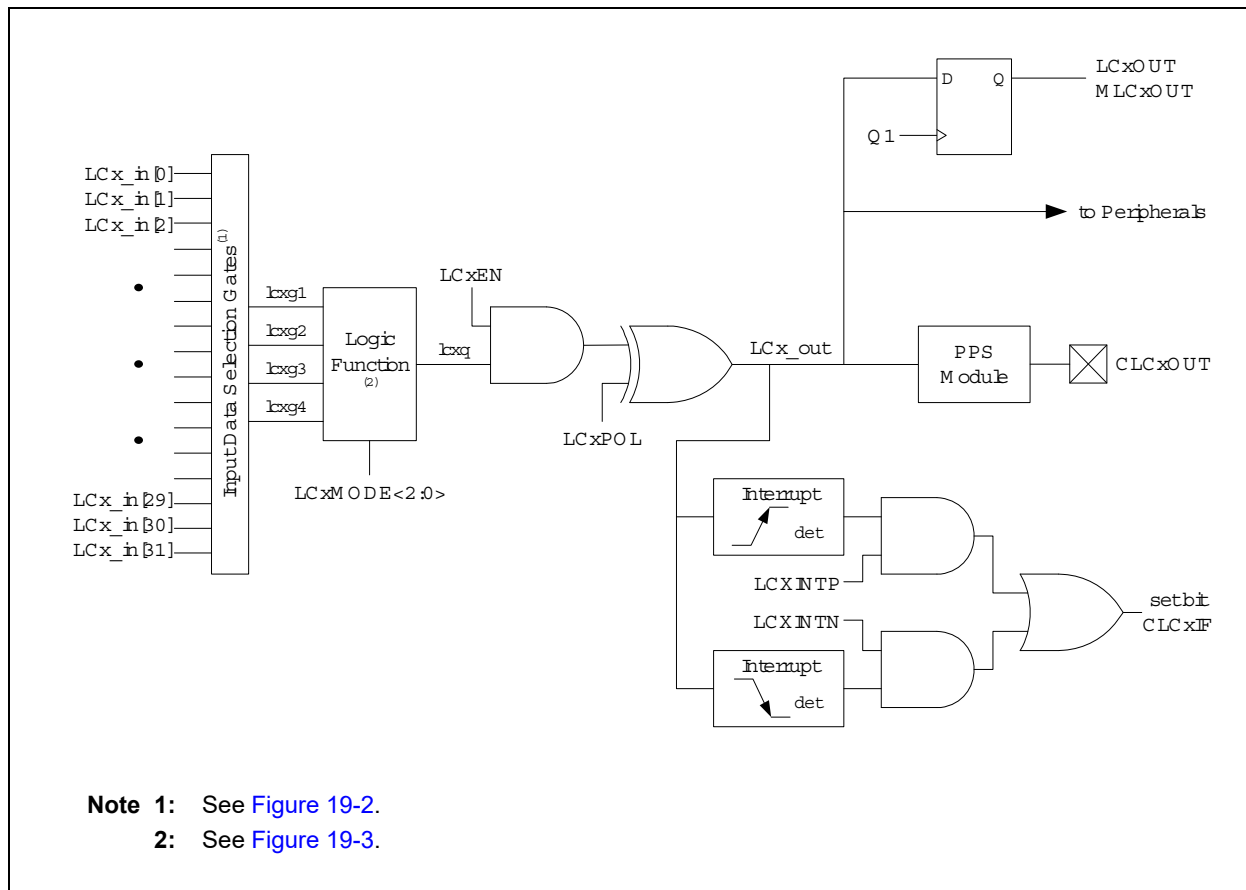 LCxOUT
MLCxOUT
D Q
Q1
LCx_in[0]
LCx_in[1]
LCx_in[2]
to Peripherals
Input Data Selection Gates(1)
LCxEN
lcxg1
lcxg2
lcxg3
lcxg4
Logic
Function
(2)
lcxq
LCx_out
PPS
Module
CLCxOUT
LCxPOL
LCxMODE<2:0>
LCx_in[29]
LCx_in[30]
LCx_in[31]
Interrupt
det
LCXINTP
LCXINTN
set bit
CLCxIF
Interrupt
det
Note 1: See Figure 19-2.
2: See Figure 19-3.